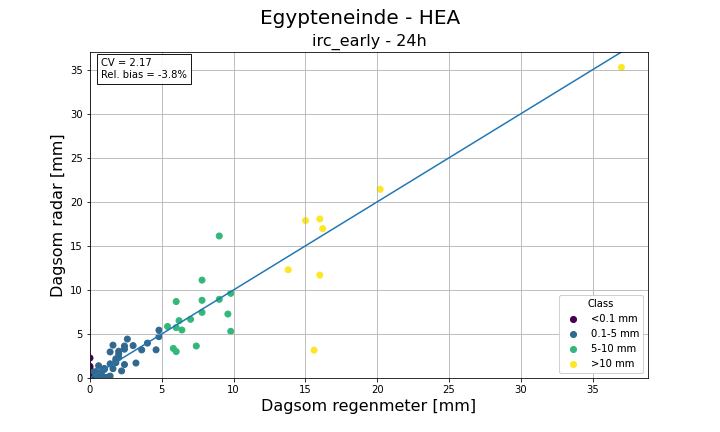 Egypteneinde - HEA
irc_early - 24h
CV = 2.17
Rel. bias = -3.8%
Dagsom radar [mm]
35
30
25
20
15
10
5
0
0 5 10 15 20 25 30 35
Dagsom regenmeter [mm]
Class
<0.1 mm
0.1-5 mm
5-10 mm
>10 mm